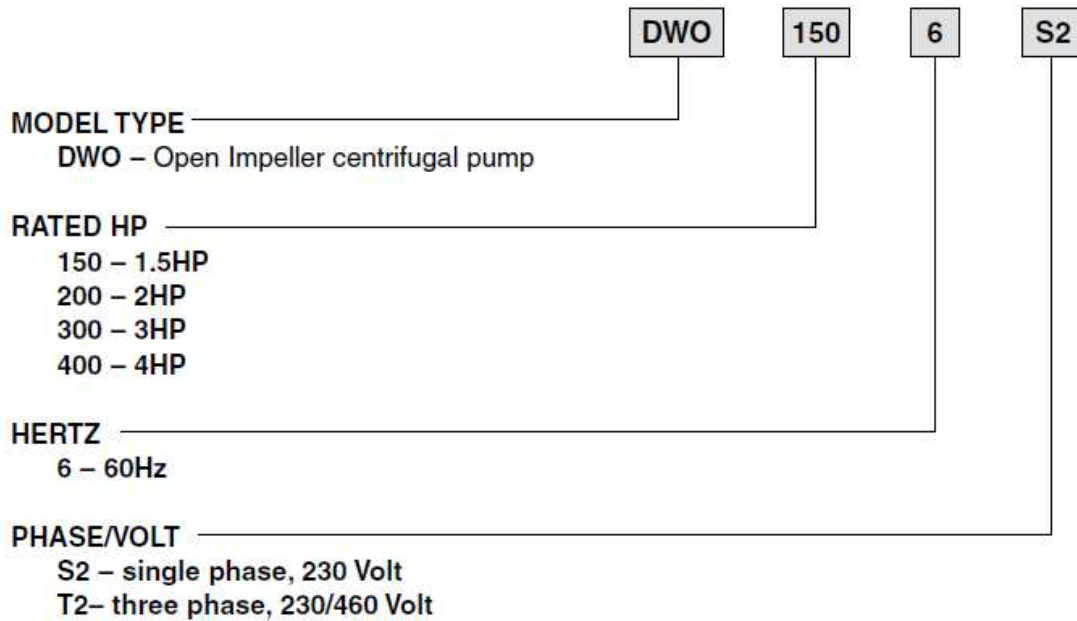 DWO 150 6 S2
MODEL TYPE
DWO – Open Impeller centrifugal pump
RATED HP
150 – 1.5HP
200 – 2HP
300 – 3HP
400 – 4HP
HERTZ
6 – 60Hz
PHASE/VOLT
S2 – single phase, 230 Volt
T2– three phase, 230/460 Volt